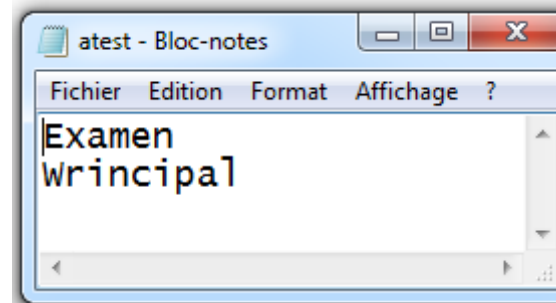 atest - Bloc-notes
Fichier Edition Format Affichage ?
Examen
Wrincipal